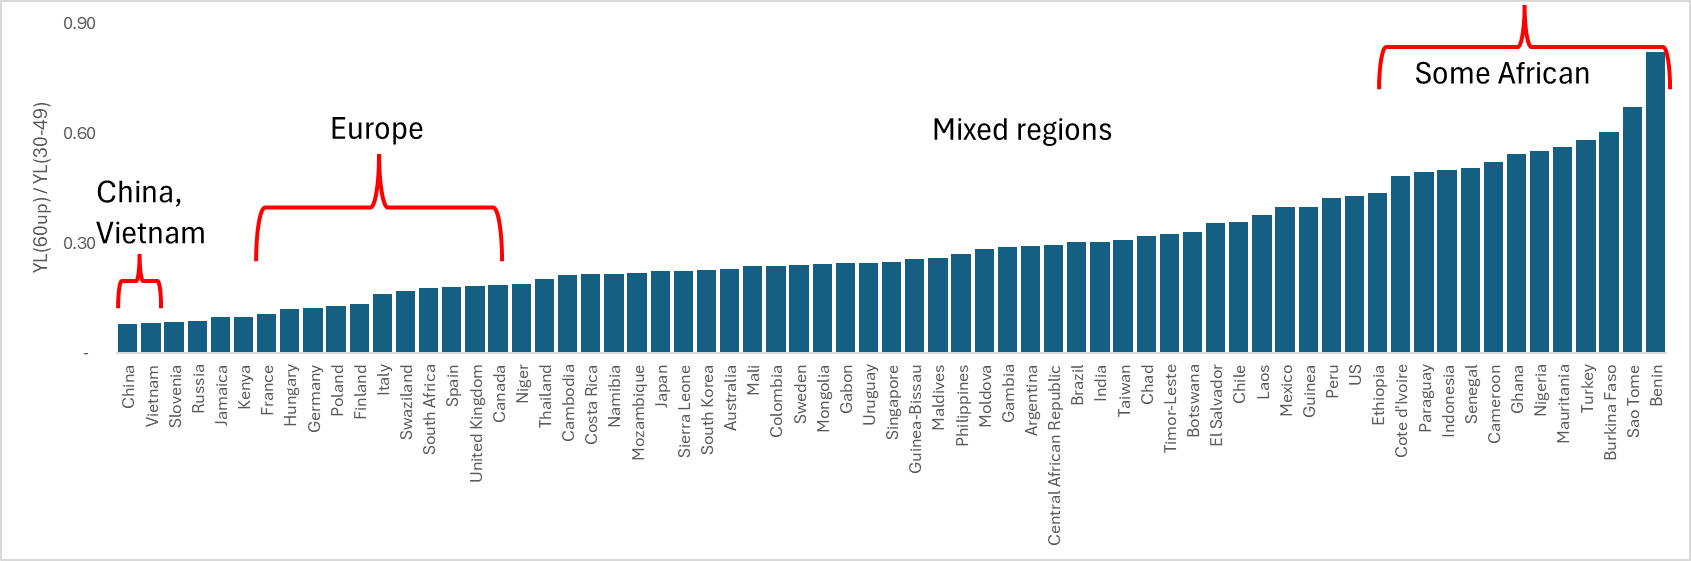 0.90
0.60
0.30
-
YL(60up) / YL(30-49)
China,
Vietnam
Europe
Mixed regions
Some African
China
Vietnam
Slovenia
Russia
Jamaica
Kenya
France
Hungary
Germany
Poland
Finland
Italy
Swaziland
South Africa
Spain
United Kingdom
Canada
Niger
Thailand
Cambodia
Costa Rica
Namibia
Mozambique
Japan
Sierra Leone
South Korea
Australia
Mali
Colombia
Sweden
Mongolia
Gabon
Uruguay
Singapore
Guinea-Bissau
Maldives
Philippines
Moldova
Gambia
Argentina
Central African Republic
Brazil
India
Taiwan
Chad
Timor-Leste
Botswana
El Salvador
Chile
Laos
Mexico
Guinea
Peru
US
Ethiopia
Cote d'Ivoire
Paraguay
Indonesia
Senegal
Cameroon
Ghana
Nigeria
Mauritania
Turkey
Burkina Faso
Sao Tome
Benin